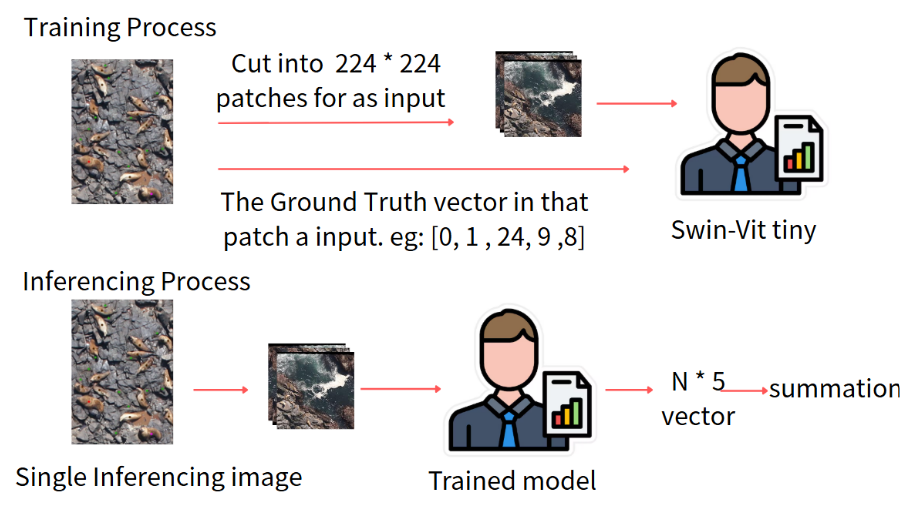 Training Process
Cut into 224 * 224
patches for as input
The Ground Truth vector in that
patch a input. eg: [0, 1 , 24, 9 ,8]
Swin-Vit tiny
Inferencing Process
N * 5
vector
summation
Single Inferencing image
Trained model